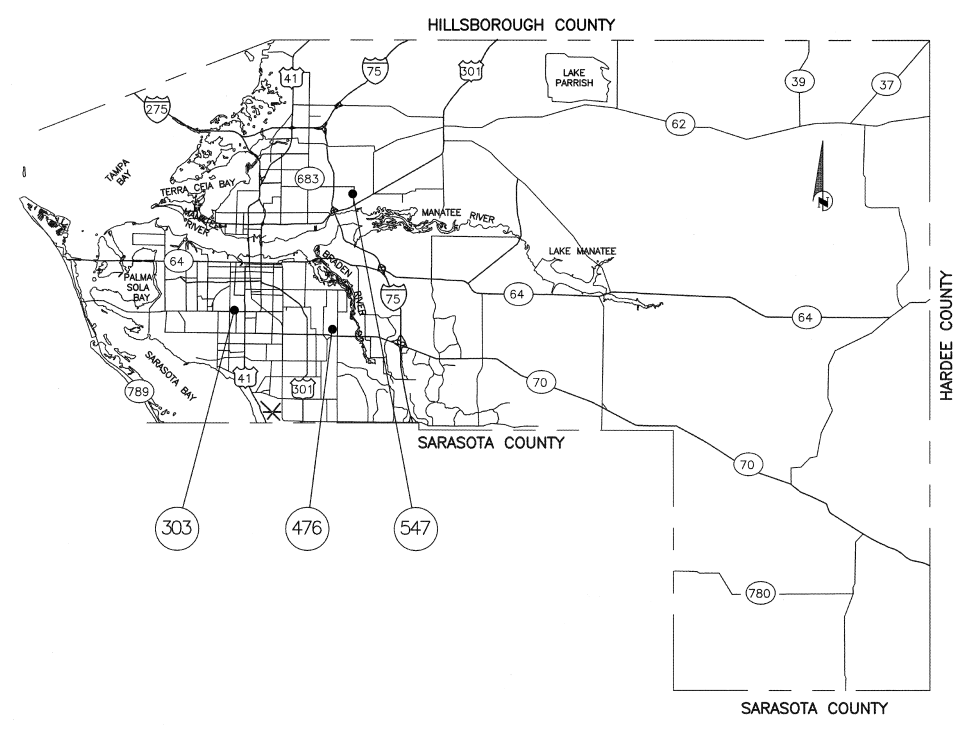 HILLSBOROUGH COUNTY
41
75
301
LAKE
PARRISH
39
37
275
62
TAMPA
BAY
TERRA CEIA BAY
683
N
MANATEE
RIVER
MANATEE RIVER
64
BRADEN
RIVER
LAKE MANATEE
PALMA
SOLA
BAY
75
64
64
HARDEE COUNTY
SARASOTA BAY
789
41
301
70
SARASOTA COUNTY
70
303
476
547
780
SARASOTA COUNTY